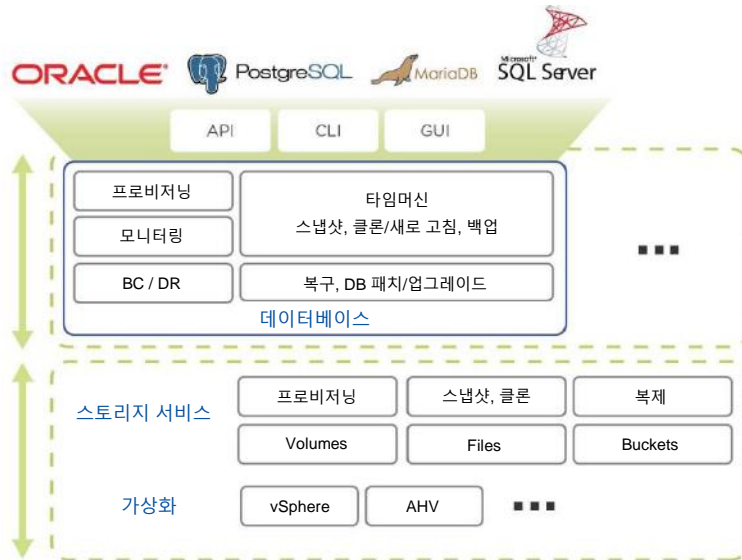 ORACLE®
PostgreSQL
MariaDB
Microsoft®
SQL Server
API
CLI
GUI
프로비저닝
모니터링
BC / DR
타임머신
스냅샷, 클론/새로 고침, 백업
복구, DB 패치/업그레이드
데이터베이스
스토리지 서비스
프로비저닝
스냅샷, 클론
복제
Volumes
Files
Buckets
가상화
vSphere
AHV